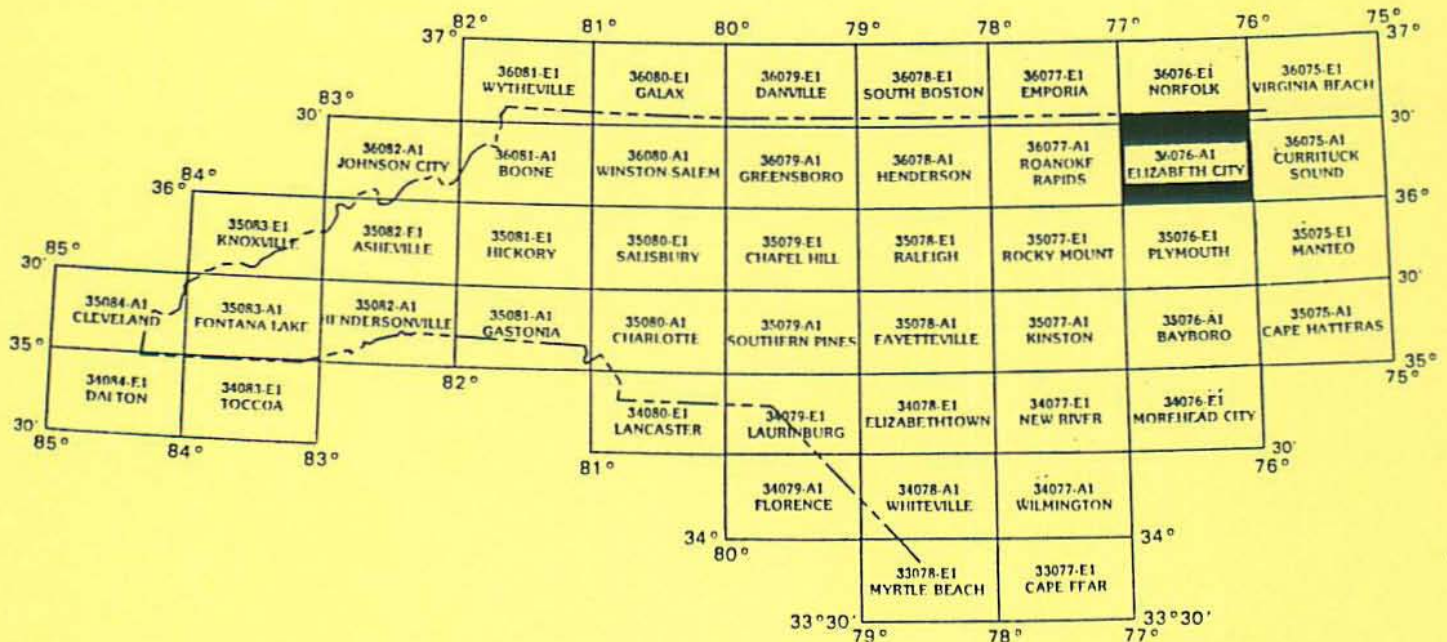 75°
76°
77°
78°
79°
80°
81°
82°
37°
37°
36081-E1
WYTHEVILLE
36080-E1
GALAX
36079-E1
DANVILLE
36078-E1
SOUTH BOSTON
36077-E1
EMPORIA
36076-E1
NORFOLK
36075-E1
VIRGINIA BEACH
83°
30'
30'
36082-A1
JOHNSON CITY
36081-A1
BOONE
36080-A1
WINSTON SALEM
36079-A1
GREENSBORO
36078-A1
HENDERSON
36077-A1
ROANOKE
RAPIDS
36076-A1
ELIZABETH CITY
36075-A1
CURRITUCK
SOUND
84°
36°
36°
35083-E1
KNOXVILLE
35082-E1
ASHEVILLE
35081-E1
HICKORY
35080-E1
SALISBURY
35079-E1
CHAPEL HILL
35078-E1
RALEIGH
35077-E1
ROCKY MOUNT
35076-E1
PLYMOUTH
35075-E1
MANTEO
85°
30'
30'
35084-A1
CLEVELAND
35083-A1
FONTANA LAKE
35082-A1
HENDERSONVILLE
35081-A1
GASTONIA
35080-A1
CHARLOTTE
35079-A1
SOUTHERN PINES
35078-A1
FAYETTEVILLE
35077-A1
KINSTON
35076-A1
BAYBORO
35075-A1
CAPE HATTERAS
35°
35°
75°
82°
34084-E1
DALTON
34083-E1
TOCCOA
34080-E1
LANCASTER
34079-E1
LAURINBURG
34078-E1
ELIZABETHTOWN
34077-E1
NEW RIVER
34076-E1
MOREHEAD CITY
30'
85°
84°
83°
81°
30'
76°
34079-A1
FLORENCE
34078-A1
WHITEVILLE
34077-A1
WILMINGTON
34°
80°
34°
33078-E1
MYRTLE BEACH
33077-E1
CAPE FEAR
33°30'
79°
78°
77°
33°30'